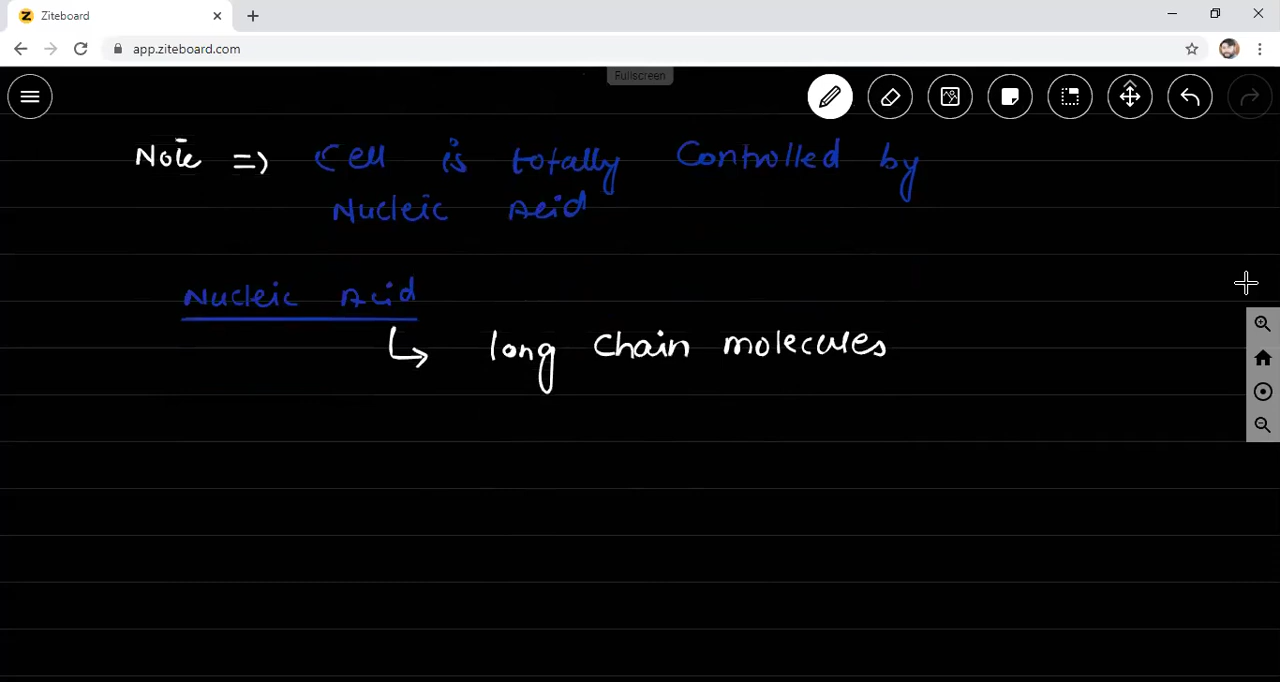 Ziteboard
app.ziteboard.com
Fullscreen
Note => Cell is totally Controlled by
Nucleic Acid
Nucleic Acid
↳ long chain molecules